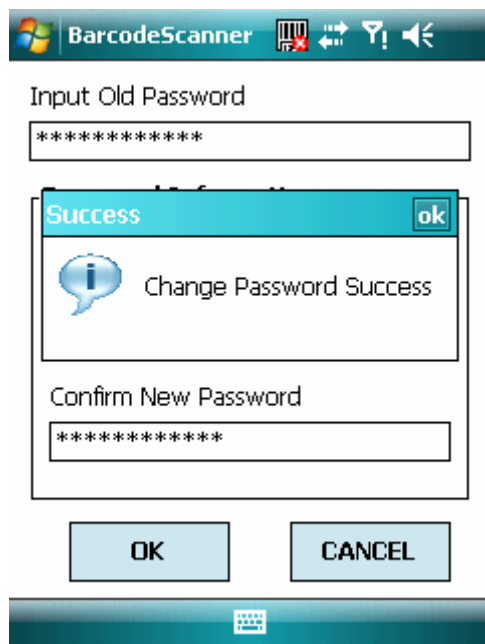 BarcodeScanner
Input Old Password
************
Success
ok
Change Password Success
Confirm New Password
************
OK
CANCEL